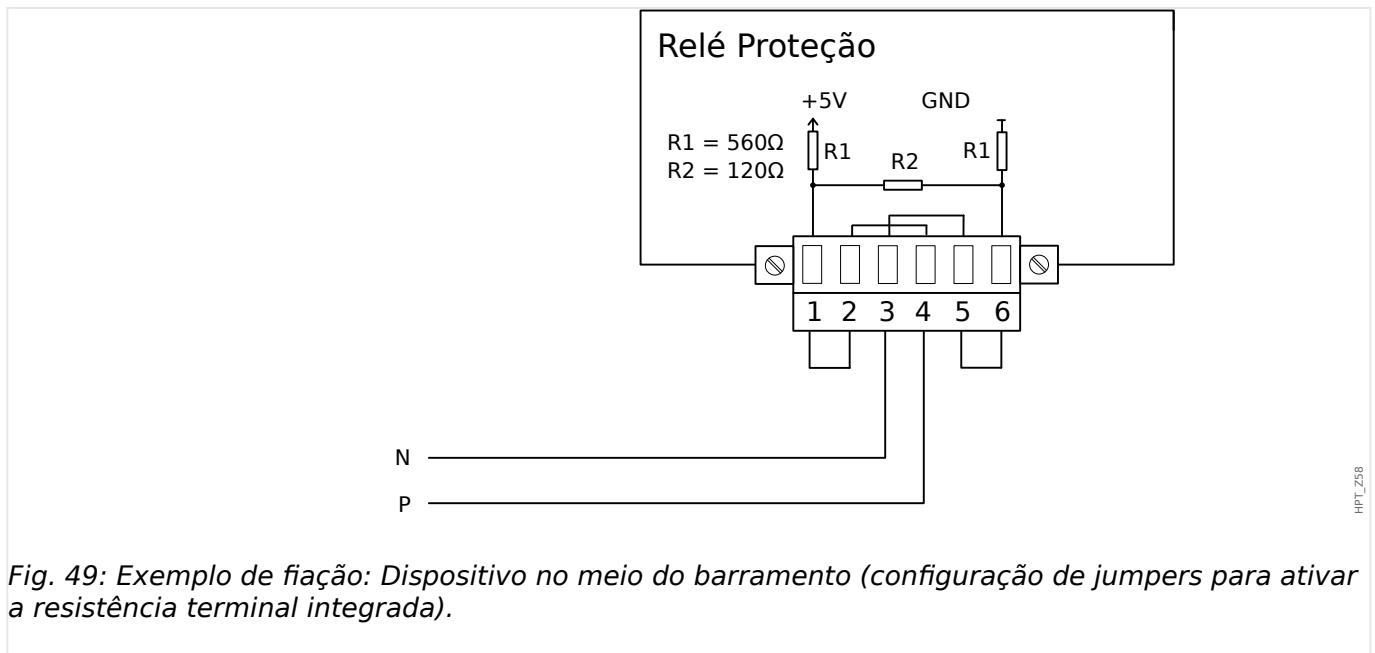 Relé Proteção
+5V GND
R1 = 560Ω
R2 = 120Ω
R1 R2 R1
1 2 3 4 5 6
N
P
HPT_Z58
Fig. 49: Exemplo de fiação: Dispositivo no meio do barramento (configuração de jumpers para ativar
a resistência terminal integrada).